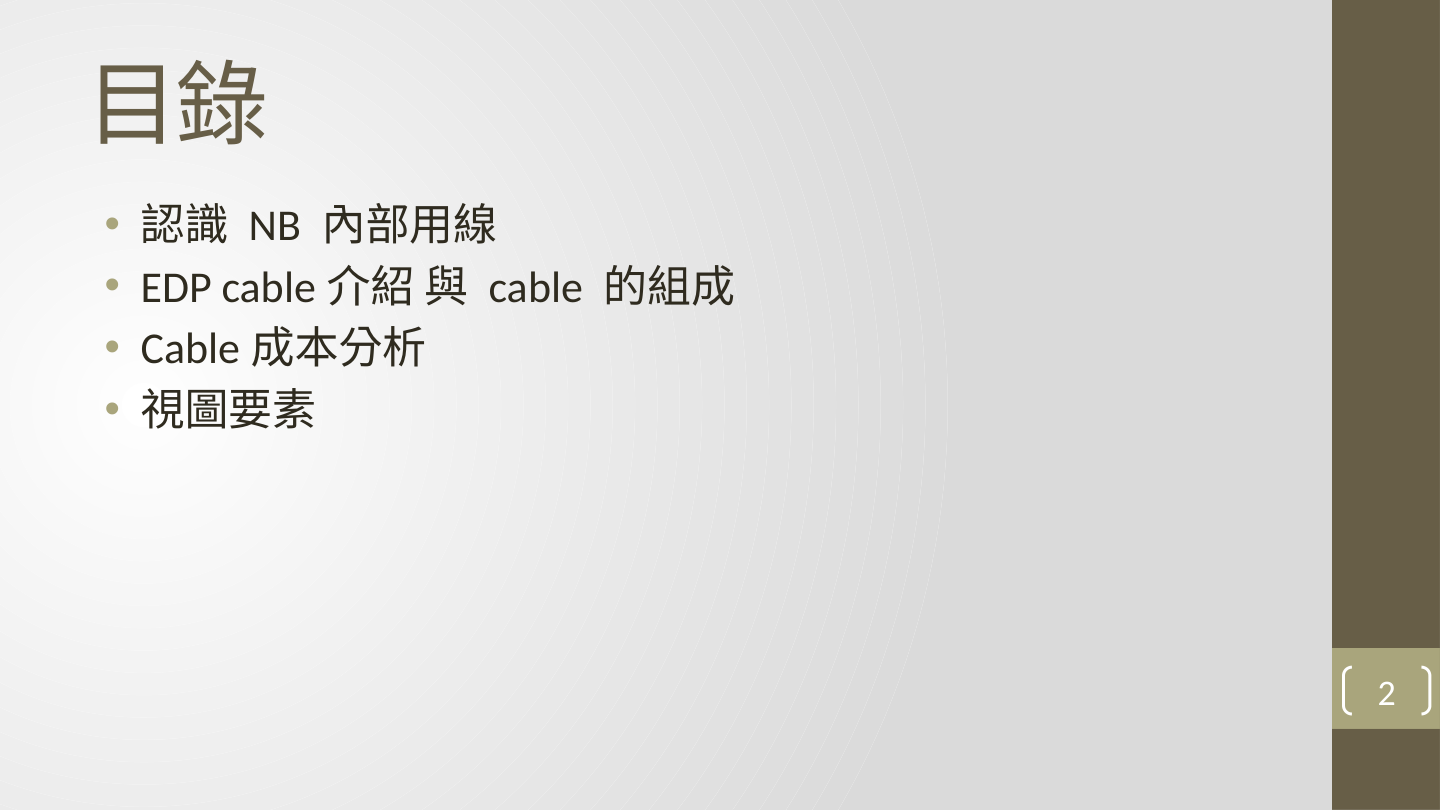 目錄
• 認識 NB 內部用線
• EDP cable 介紹 與 cable 的組成
• Cable 成本分析
• 視圖要素
2